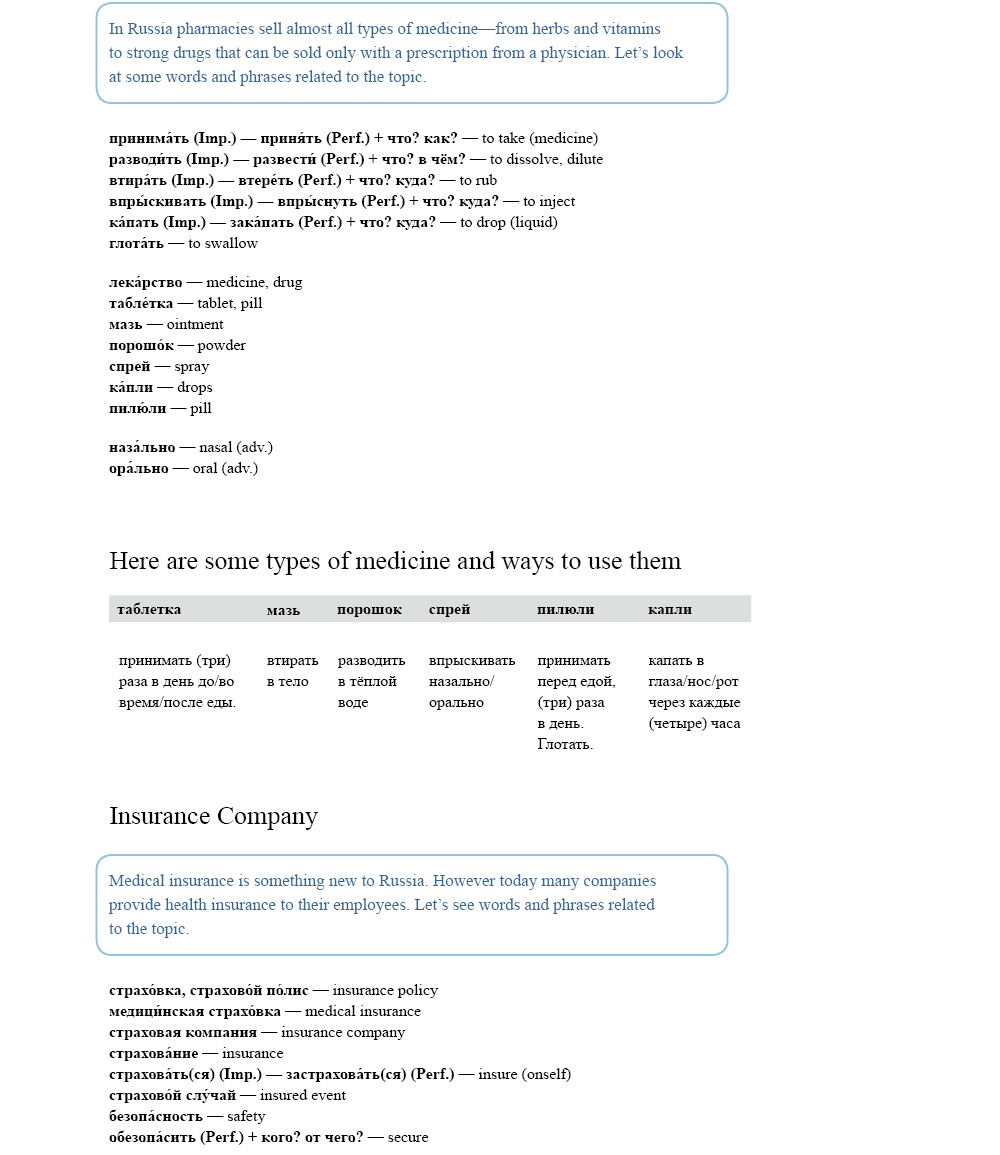 In Russia pharmacies sell almost all types of medicine—from herbs and vitamins
to strong drugs that can be sold only with a prescription from a physician. Let’s look
at some words and phrases related to the topic.
принима́ть (Imp.) — приня́ть (Perf.) + что? как? — to take (medicine)
разводи́ть (Imp.) — развести́ (Perf.) + что? в чём? — to dissolve, dilute
втира́ть (Imp.) — втере́ть (Perf.) + что? куда? — to rub
впры́скивать (Imp.) — впры́снуть (Perf.) + что? куда? — to inject
ка́пать (Imp.) — зака́пать (Perf.) + что? куда? — to drop (liquid)
глота́ть — to swallow
лека́рство — medicine, drug
табле́тка — tablet, pill
мазь — ointment
порошо́к — powder
спрей — spray
ка́пли — drops
пилю́ли — pill
наза́льно — nasal (adv.)
ора́льно — oral (adv.)
Here are some types of medicine and ways to use them
таблетка мазь порошок спрей пилюли капли
принимать (три) втирать разводить впрыскивать принимать капать в
раза в день до/во в тело в тёплой назально/ перед едой, глаза/нос/рот
время/после еды. воде орально (три) раза через каждые
в день. (четыре) часа
Глотать.
Insurance Company
Medical insurance is something new to Russia. However today many companies
provide health insurance to their employees. Let’s see words and phrases related
to the topic.
страхо́вка, страхово́й по́лис — insurance policy
медици́нская страхо́вка — medical insurance
страховая компания — insurance company
страхова́ние — insurance
страхова́ть(ся) (Imp.) — застрахова́ть(ся) (Perf.) — insure (onself)
страхово́й слу́чай — insured event
безопа́сность — safety
обезопа́сить (Perf.) + кого? от чего? — secure